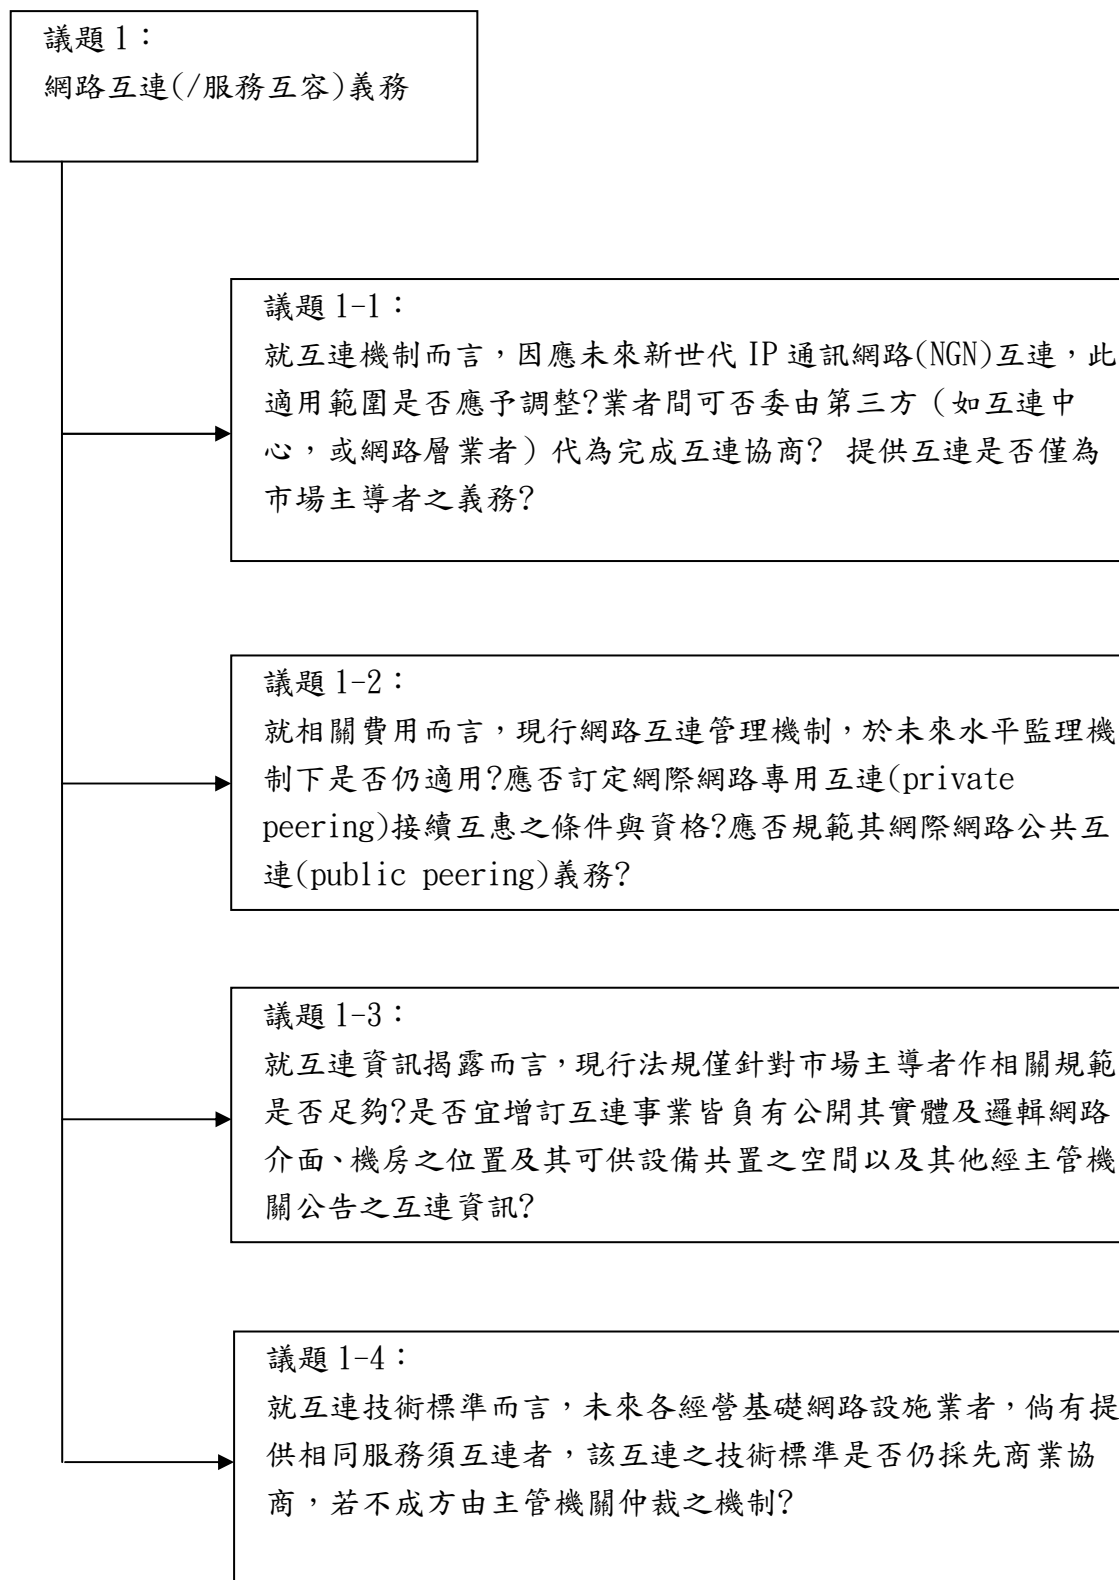 議題 1：
網路互連(/服務互容)義務
議題 1-1：
就互連機制而言，因應未來新世代 IP 通訊網路(NGN)互連，此
適用範圍是否應予調整?業者間可否委由第三方（如互連中
心，或網路層業者）代為完成互連協商? 提供互連是否僅為
市場主導者之義務?
議題 1-2：
就相關費用而言，現行網路互連管理機制，於未來水平監理機
制下是否仍適用?應否訂定網際網路專用互連(private
peering)接續互惠之條件與資格?應否規範其網際網路公共互
連(public peering)義務?
議題 1-3：
就互連資訊揭露而言，現行法規僅針對市場主導者作相關規範
是否足夠?是否宜增訂互連事業皆負有公開其實體及邏輯網路
介面、機房之位置及其可供設備共置之空間以及其他經主管機
關公告之互連資訊?
議題 1-4：
就互連技術標準而言，未來各經營基礎網路設施業者，倘有提
供相同服務須互連者，該互連之技術標準是否仍採先商業協
商，若不成方由主管機關仲裁之機制?